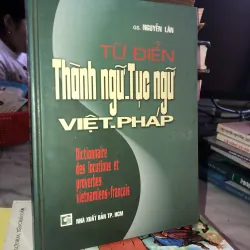 GS. NGUYỄN LÂN
TỪ ĐIỂN
Thành ngữ.Tục ngữ
VIỆT.PHÁP
Dictionnaire
des locutions et
proverbes
vietnamiens-français
NHÀ XUẤT BẢN TP. HCM